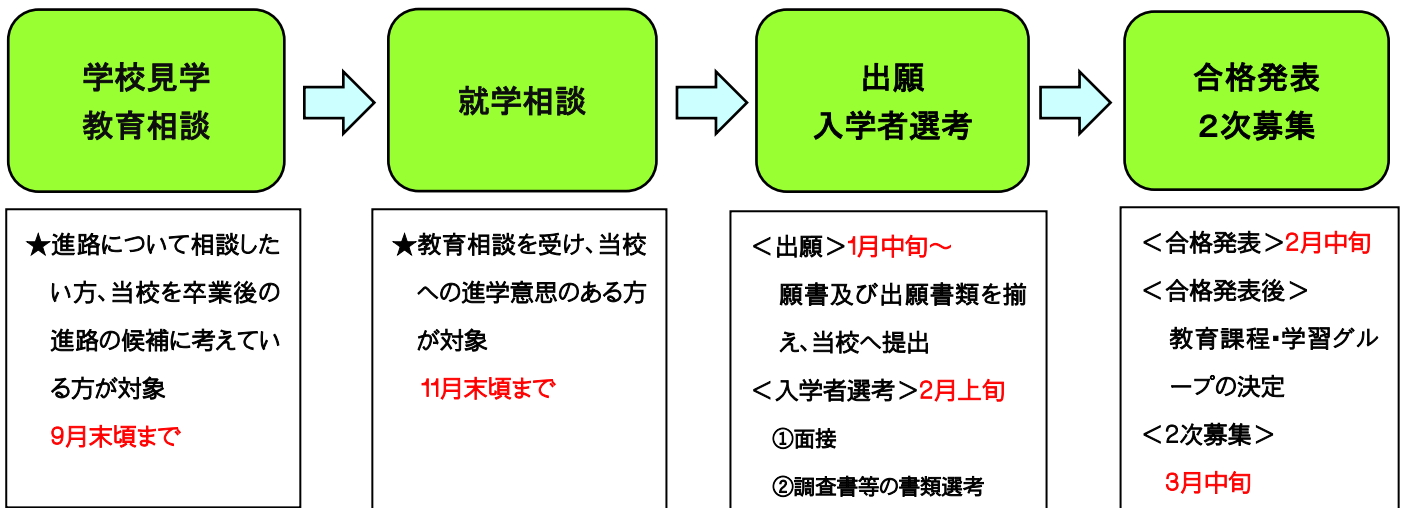 学校見学
教育相談
就学相談
出願
入学者選考
合格発表
２次募集
★進路について相談した
い方、当校を卒業後の
進路の候補に考えてい
る方が対象
9月末頃まで
★教育相談を受け、当校
への進学意思のある方
が対象
11月末頃まで
＜出願＞1月中旬～
願書及び出願書類を揃
え、当校へ提出
＜入学者選考＞2月上旬
①面接
②調査書等の書類選考
＜合格発表＞2月中旬
＜合格発表後＞
教育課程・学習グル
ープの決定
＜2次募集＞
3月中旬